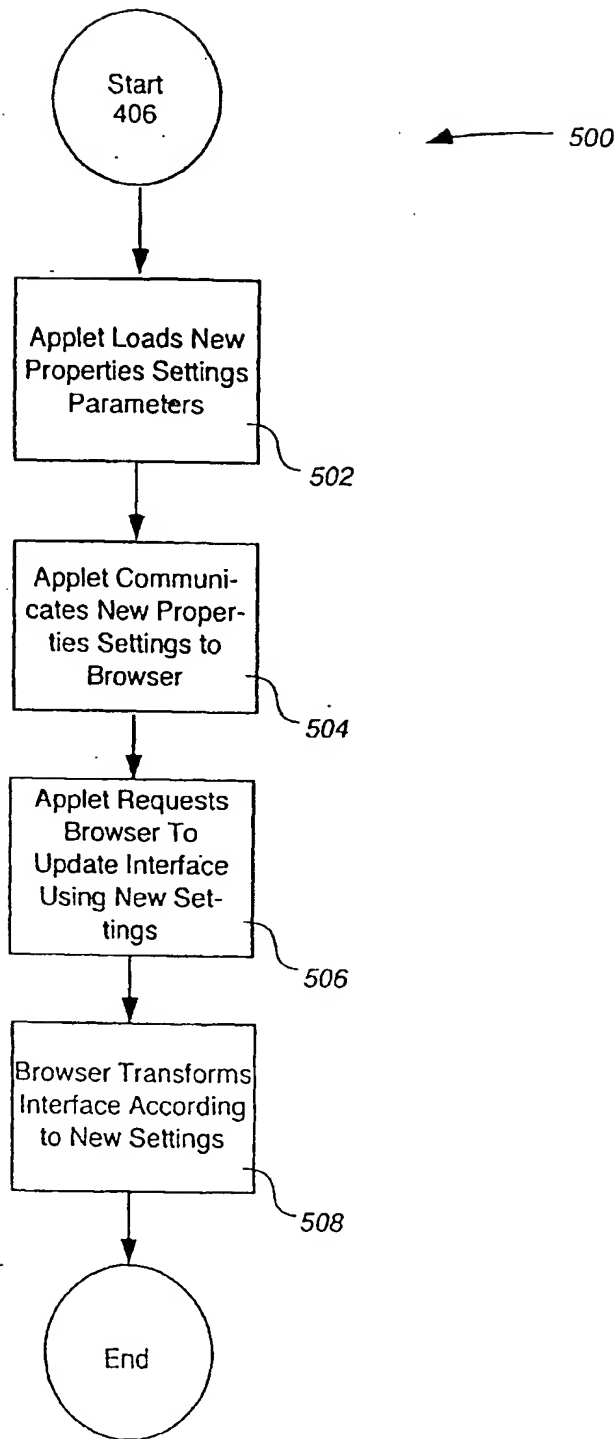 Start
406
500
Applet Loads New
Properties Settings
Parameters
502
Applet Communi-
cates New Proper-
ties Settings to
Browser
504
Applet Requests
Browser To
Update Interface
Using New Set-
tings
506
Browser Transforms
Interface According
to New Settings
508
End